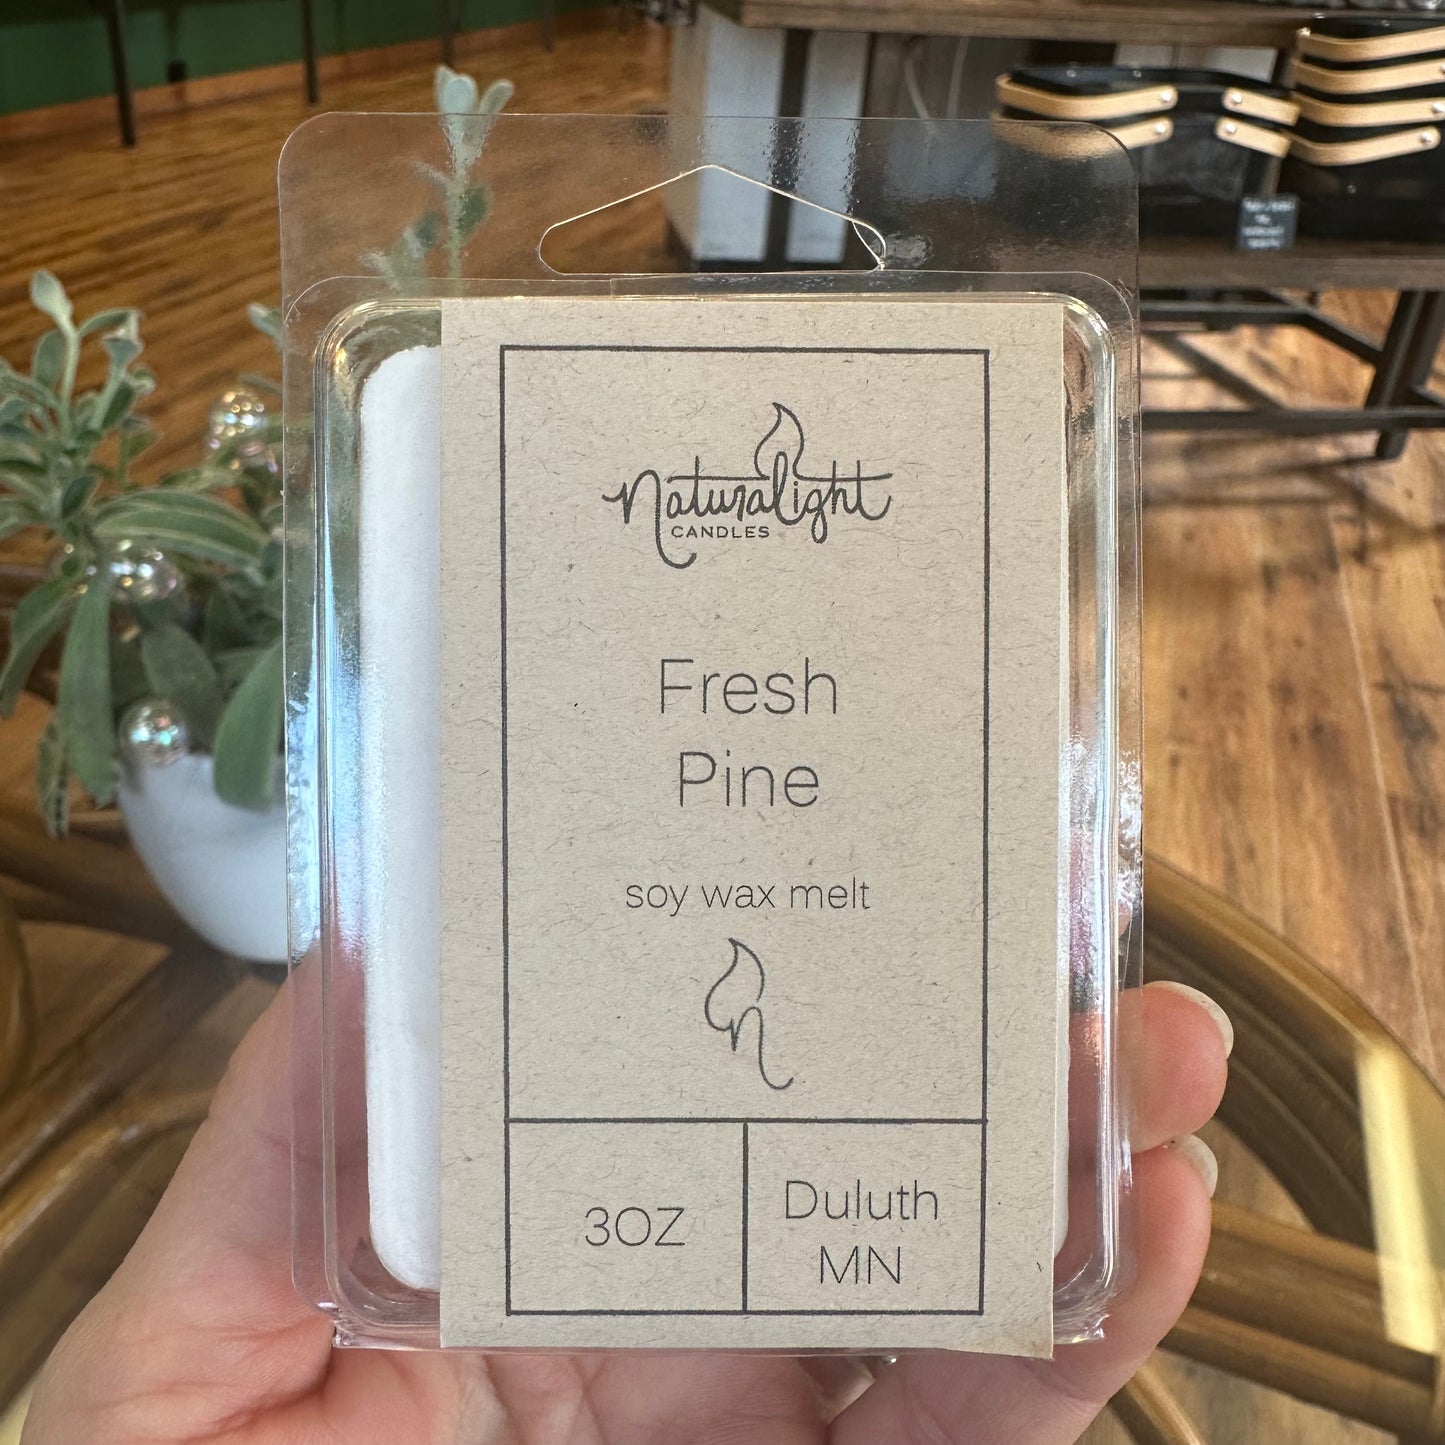 Naturalight
CANDLES
Fresh
Pine
soy wax melt
n
3OZ
Duluth
MN